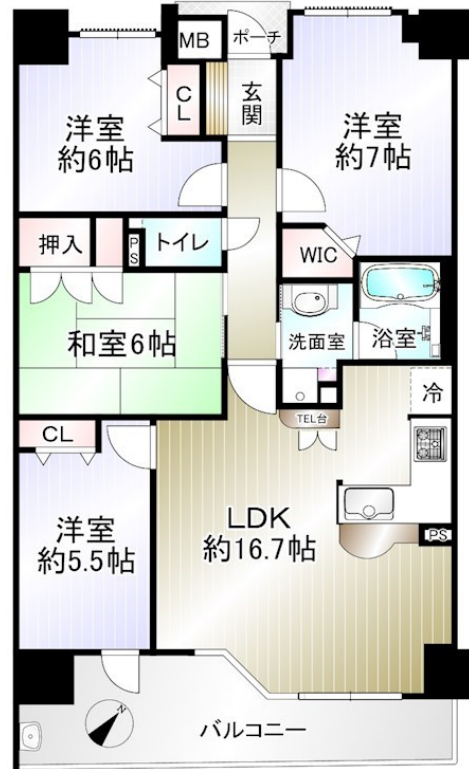 MB
ポーチ
CL
玄関
洋室
約6帖
洋室
約7帖
押入
PS
トイレ
WIC
和室6帖
洗面室
浴室
冷
TEL台
CL
洋室
約5.5帖
LDK
約16.7帖
PS
バルコニー
N